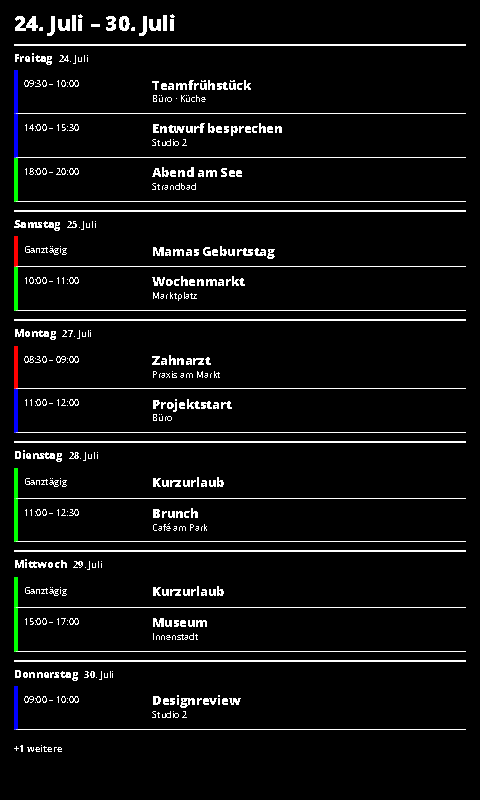 24. Juli – 30. Juli
Freitag 24. Juli
09:30 – 10:00 Teamfrühstück
Büro · Küche
14:00 – 15:30 Entwurf besprechen
Studio 2
18:00 – 20:00 Abend am See
Strandbad
Samstag 25. Juli
Ganztägig Mamas Geburtstag
10:00 – 11:00 Wochenmarkt
Marktplatz
Montag 27. Juli
08:30 – 09:00 Zahnarzt
Praxis am Markt
11:00 – 12:00 Projektstart
Büro
Dienstag 28. Juli
Ganztägig Kurzurlaub
11:00 – 12:30 Brunch
Café am Park
Mittwoch 29. Juli
Ganztägig Kurzurlaub
15:00 – 17:00 Museum
Innenstadt
Donnerstag 30. Juli
09:00 – 10:00 Designreview
Studio 2
+1 weitere